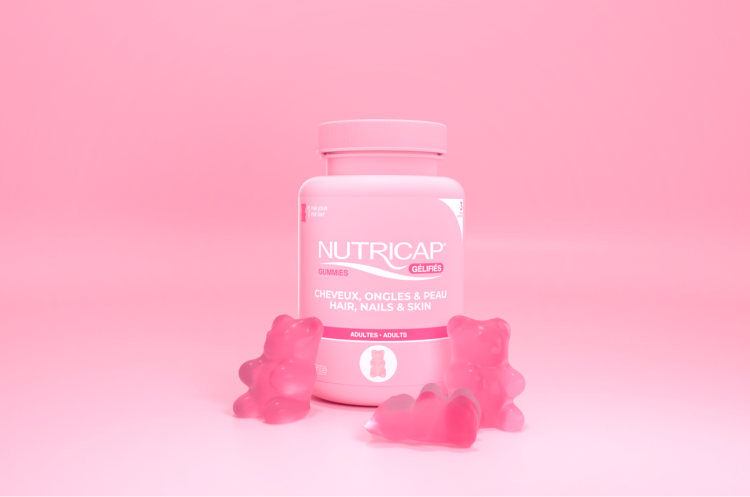 NUTRICAP
GUMMIES
GÉLIFIÉS
CHEVEUX, ONGLES & PEAU
HAIR, NAILS & SKIN
ADULTES - ADULTS